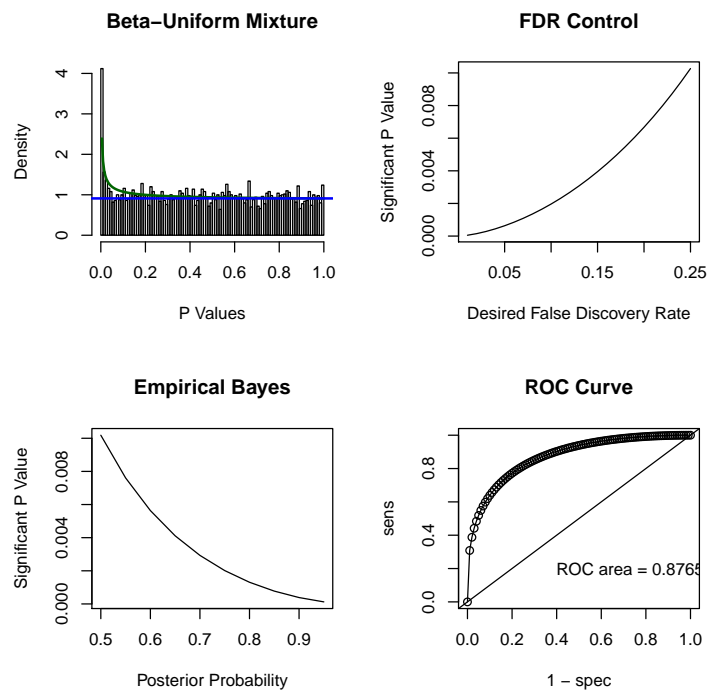 Beta−Uniform Mixture
Density
0
1
2
3
4
0.0 0.2 0.4 0.6 0.8 1.0
P Values
FDR Control
Significant P Value
0.000 0.004 0.008
0.05 0.15 0.25
Desired False Discovery Rate
Empirical Bayes
Significant P Value
0.000 0.004 0.008
0.5 0.6 0.7 0.8 0.9
Posterior Probability
ROC Curve
sens
0.0 0.4 0.8
ROC area = 0.8765
0.0 0.2 0.4 0.6 0.8 1.0
1 − spec